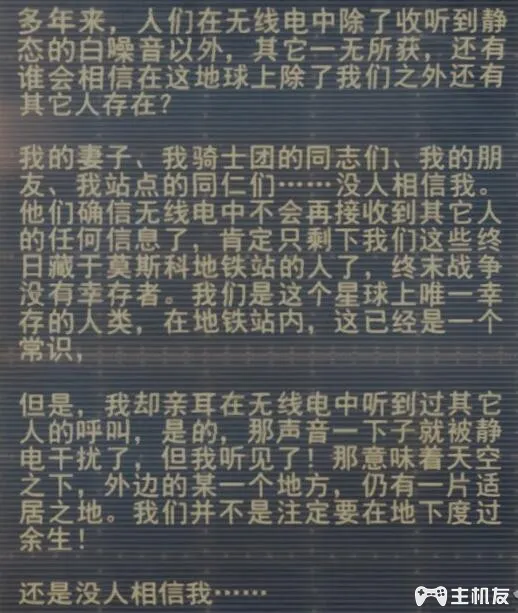 多年来，人们在无线电中除了收听到静
态的白噪音以外，其它一无所获，还有
谁会相信在这地球上除了我们之外还有
其它人存在？
我的妻子、我骑士团的同志们、我的朋
友、我站点的同仁们……没人相信我。
他们确信无线电中不会再接收到其它人
的任何信息了，肯定只剩下我们这些终
日藏于莫斯科地铁站的人了，终末战争
没有幸存者。我们是这个星球上唯一幸
存的人类，在地铁站内，这已经是一个
常识，
但是，我却亲耳在无线电中听到过其它
人的呼叫，是的，那声音一下子就被静
电干扰了，但我听见了！那意味着天空
之下，外边的某一个地方，仍有一片适
居之地。我们并不是注定要在地下度过
余生！
还是没人相信我……
主机友